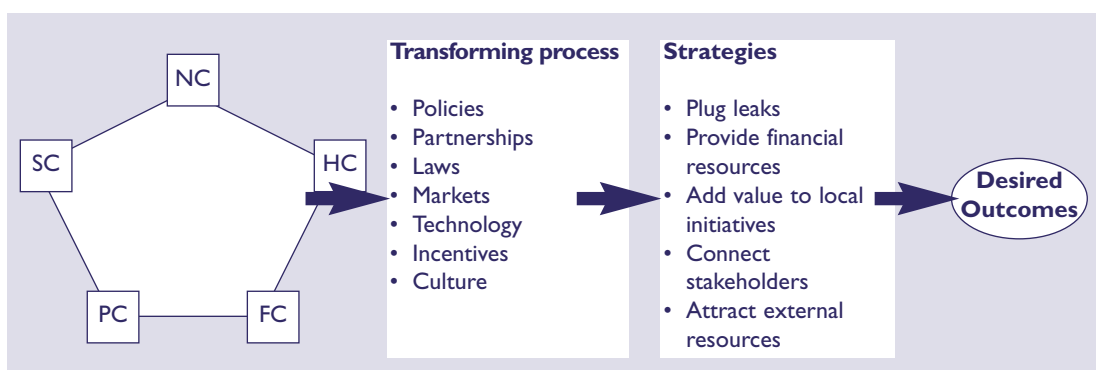 NC
SC
HC
PC
FC
Transforming process
• Policies
• Partnerships
• Laws
• Markets
• Technology
• Incentives
• Culture
Strategies
• Plug leaks
• Provide financial
resources
• Add value to local
initiatives
• Connect
stakeholders
• Attract external
resources
Desired
Outcomes